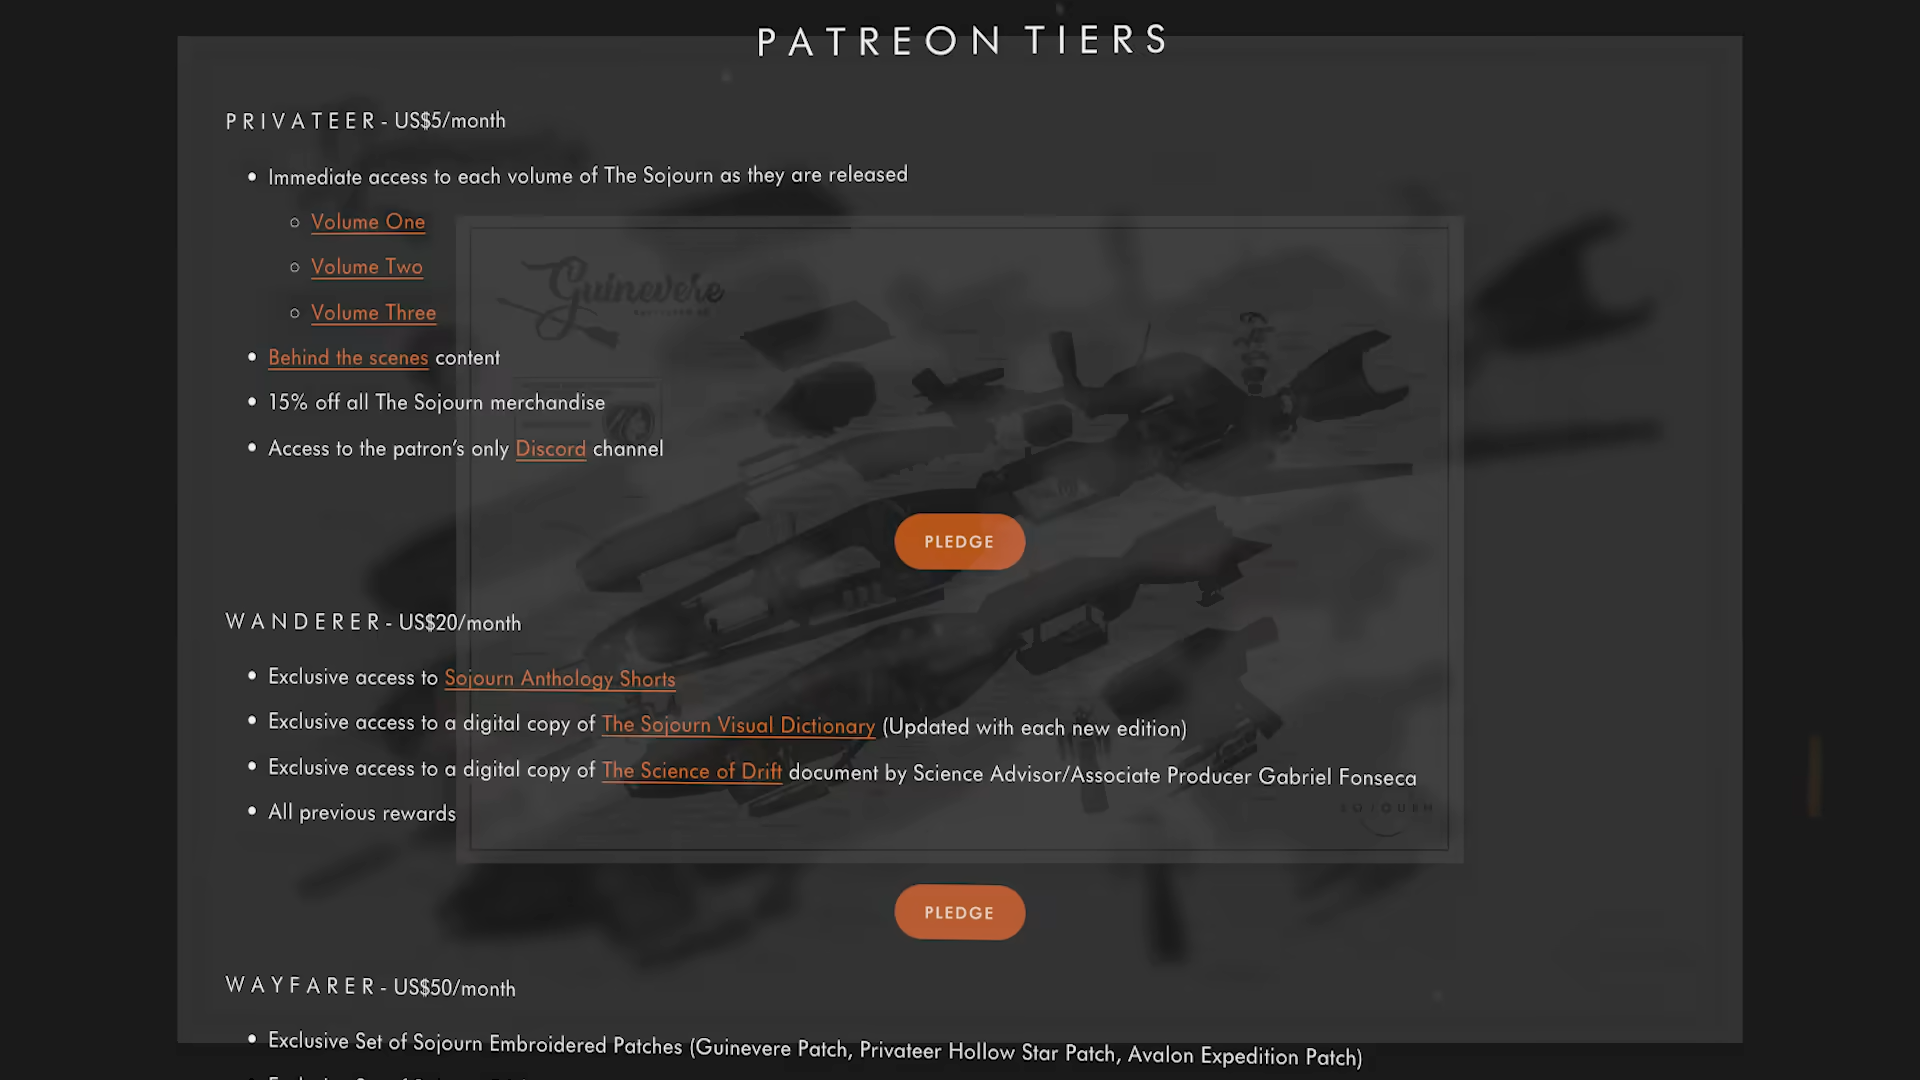 PATREON TIERS
PRIVATEER - US$5/month
Immediate access to each volume of The Sojourn as they are released
Volume One
Volume Two
Volume Three
Behind the scenes content
15% off all The Sojourn merchandise
Access to the patron's only Discord channel
Guinevere
PLEDGE
WANDERER - US$20/month
Exclusive access to Sojourn Anthology Shorts
Exclusive access to a digital copy of The Sojourn Visual Dictionary (Updated with each new edition)
Exclusive access to a digital copy of The Science of Drift document by Science Advisor/Associate Producer Gabriel Fonseca
All previous rewards
SOJOURN
PLEDGE
WAYFARER - US$50/month
Exclusive Set of Sojourn Embroidered Patches (Guinevere Patch, Privateer Hollow Star Patch, Avalon Expedition Patch)